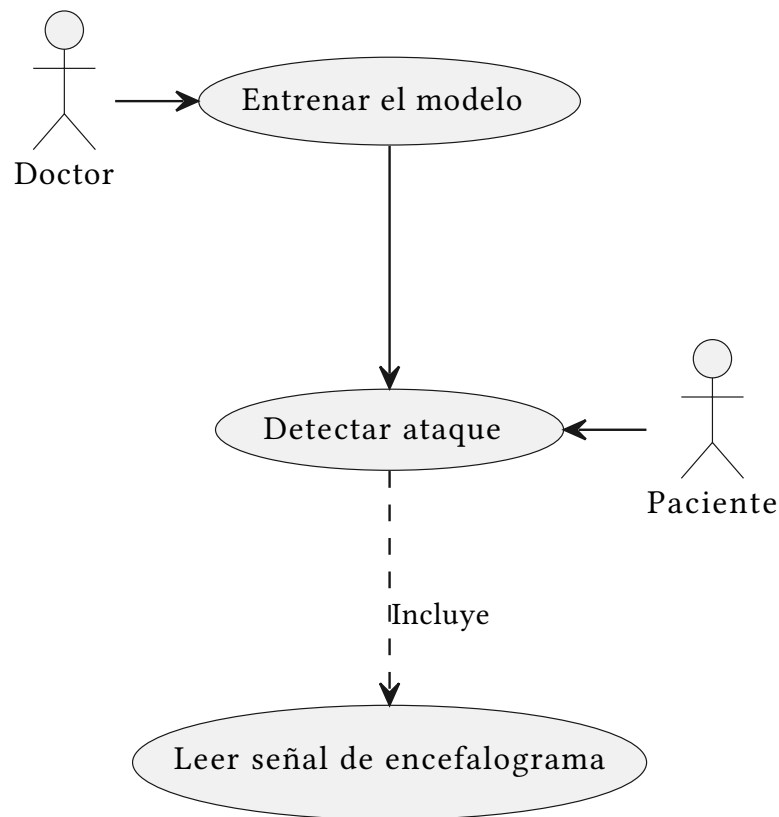 Entrenar el modelo
Doctor
Detectar ataque
Paciente
Incluye
Leer señal de encefalograma